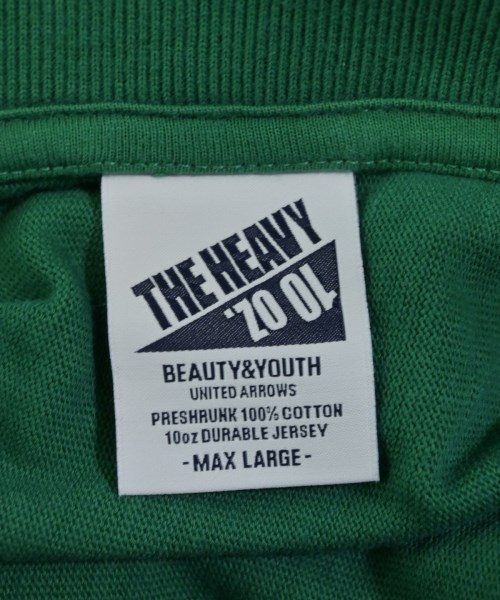 THE HEAVY
10 OZ.
BEAUTY&YOUTH
UNITED ARROWS
PRESHRUNK 100% COTTON
10oz DURABLE JERSEY
-MAX LARGE-